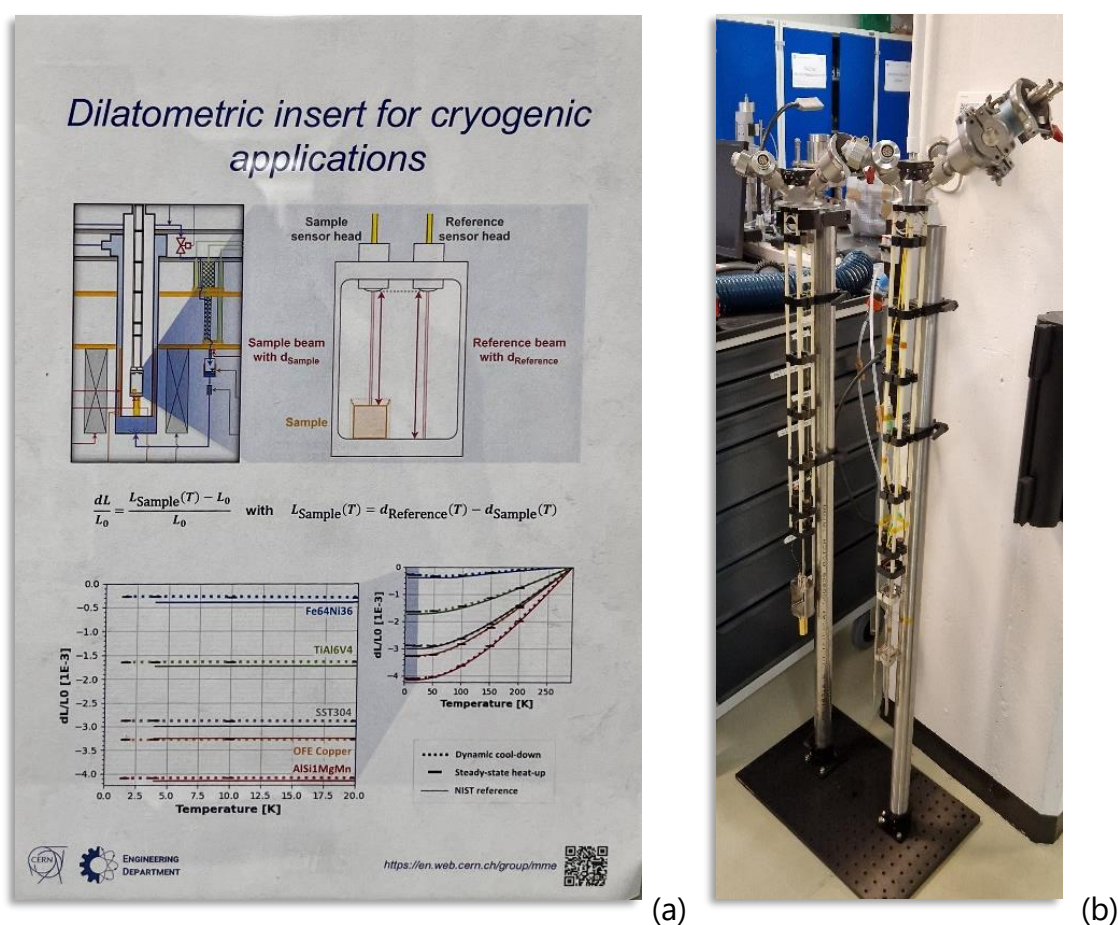 Dilatometric insert for cryogenic
applications
Sample
sensor head
Reference
sensor head
Sample beam
with dSample
Reference beam
with dReference
Sample
dL/L0 = (LSample(T) − L0)/L0 with LSample(T) = dReference(T) − dSample(T)
0.0
−0.5
−1.0
−1.5
−2.0
−2.5
−3.0
−3.5
−4.0
dL/L0 [1E-3]
Fe64Ni36
TiAl6V4
SST304
OFE Copper
AlSi1MgMn
0.0 2.5 5.0 7.5 10.0 12.5 15.0 17.5 20.0
Temperature [K]
0
−1
−2
−3
−4
dL/L0 [1E-3]
0 50 100 150 200 250
Temperature [K]
Dynamic cool-down
Steady-state heat-up
NIST reference
CERN
ENGINEERING
DEPARTMENT
https://en.web.cern.ch/group/mme
(a)
(b)